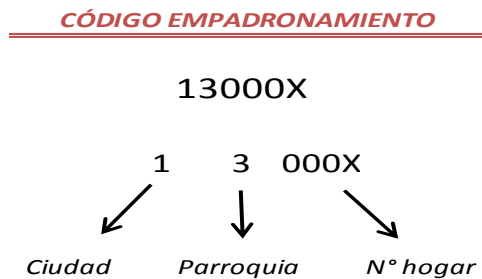 CÓDIGO EMPADRONAMIENTO
13000X
1 3 000X
Ciudad Parroquia N° hogar